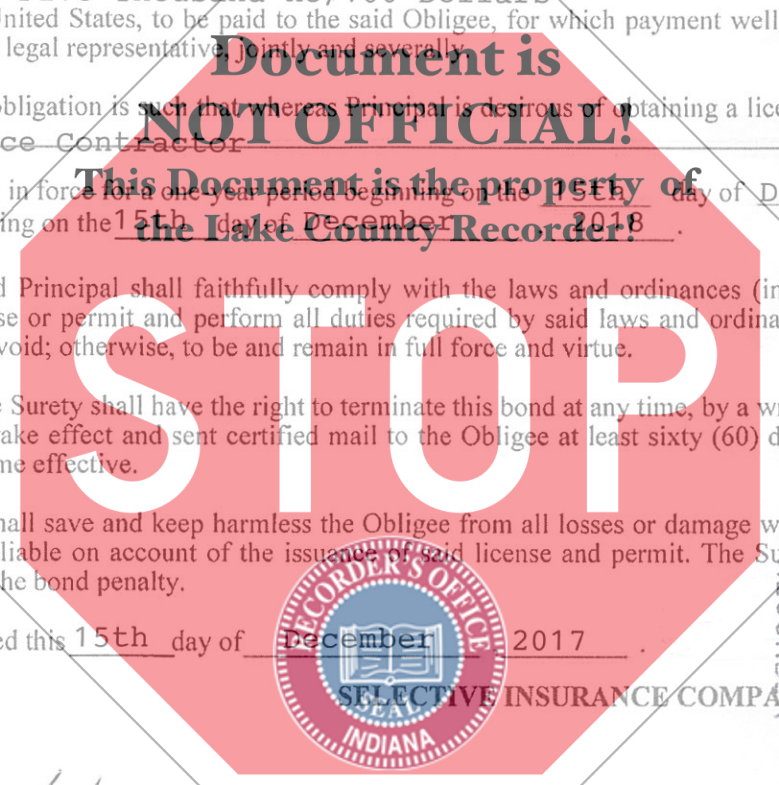 United States, to be paid to the said Obligee, for which payment well
legal representative, jointly and severally.
Document is
obligation is such that whereas Principal is desirous of obtaining a lic
NOT OFFICIAL!
ce Contractor
This Document is the property of
in force for a one-year period beginning on the 15th day of D
the Lake County Recorder!
ing on the 15th day of December, 2018.
d Principal shall faithfully comply with the laws and ordinances (in
se or permit and perform all duties required by said laws and ordina
void; otherwise, to be and remain in full force and virtue.
STOP
e Surety shall have the right to terminate this bond at any time, by a wr
ake effect and sent certified mail to the Obligee at least sixty (60) d
me effective.
hall save and keep harmless the Obligee from all losses or damage w
liable on account of the issuance of said license and permit. The Su
he bond penalty.
RECORDER'S OFFICE
SEAL
INDIANA
ed this 15th day of December 2017.
SELECTIVE INSURANCE COMPA